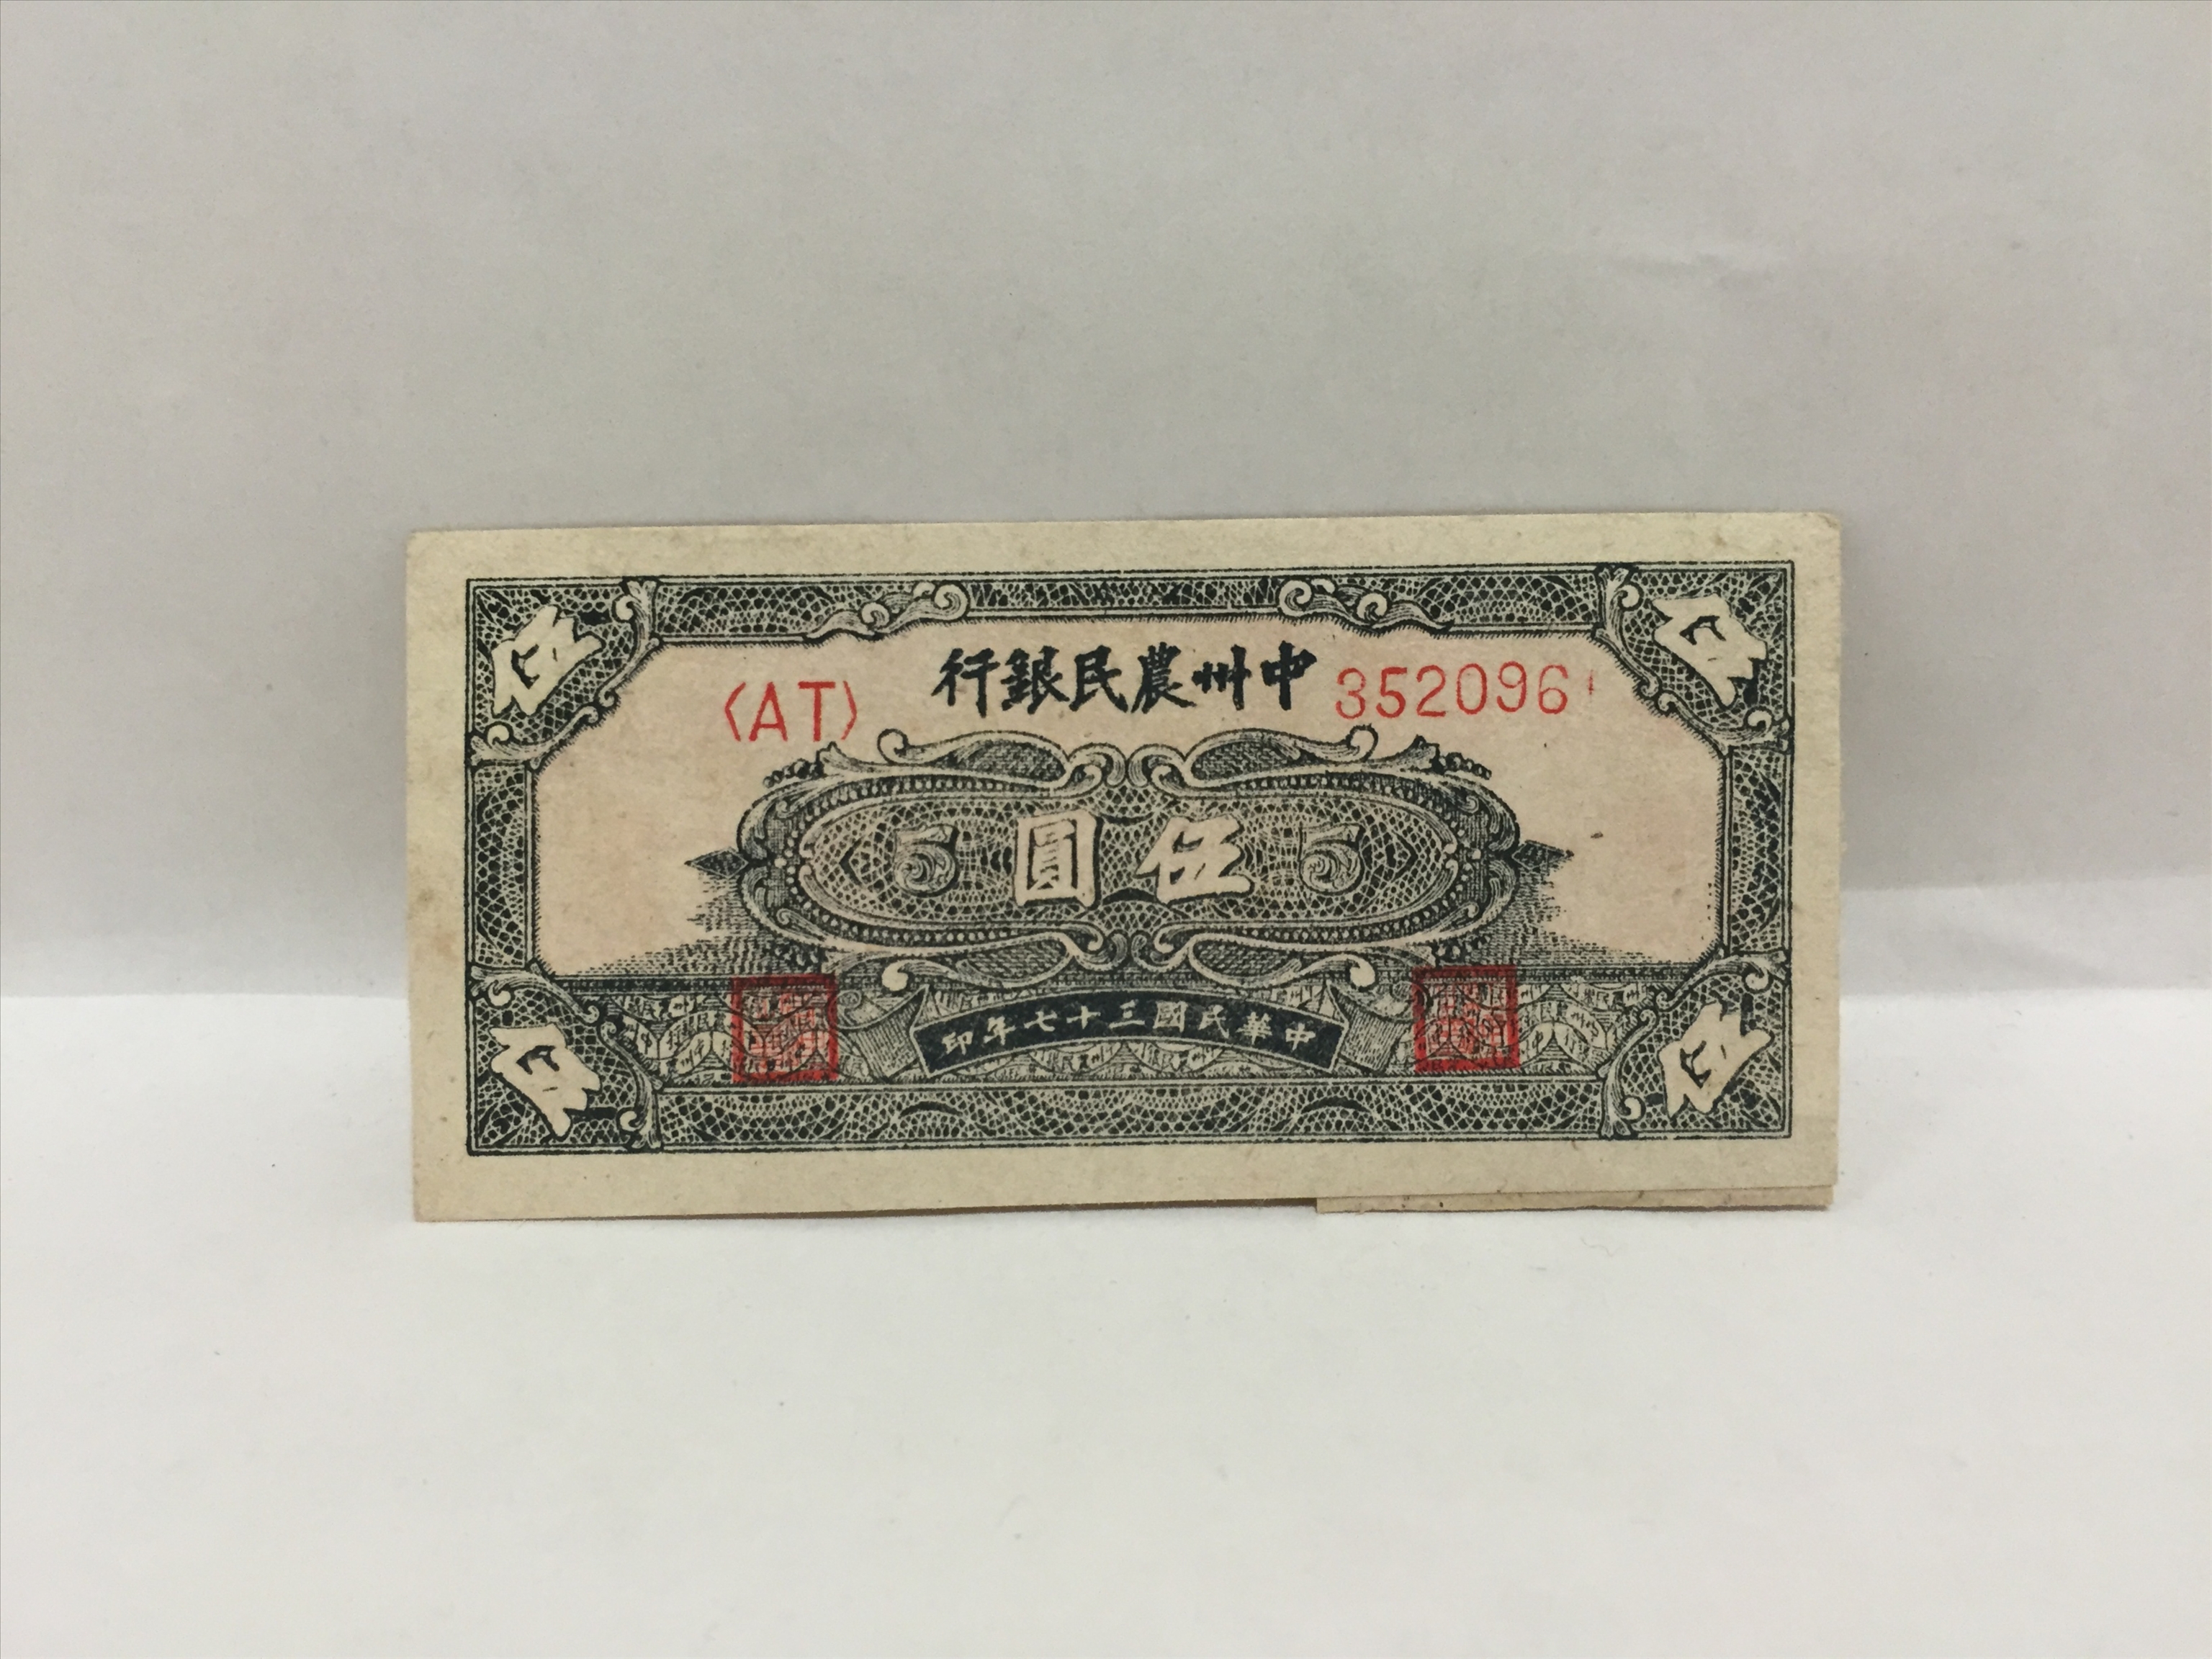 伍 伍
中州農民銀行
〈AT〉 352096
5 伍圓 5
中華民國三十七年印
伍 伍